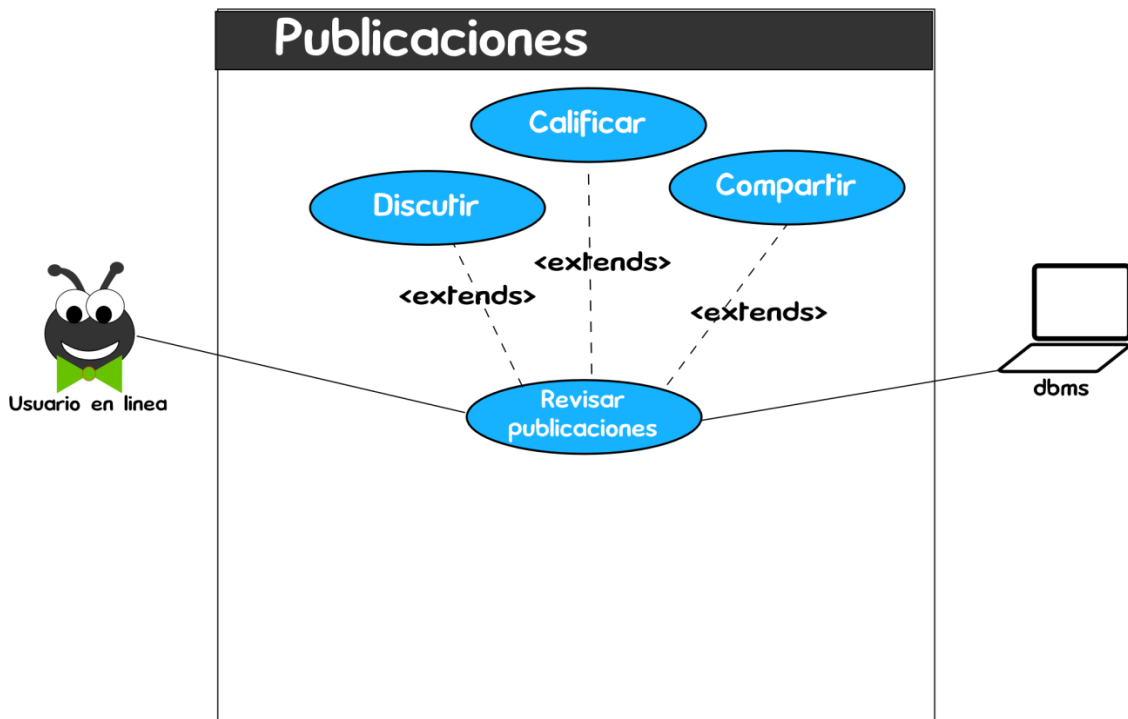 Publicaciones
Calificar
Compartir
Discutir
<extends>
<extends>
<extends>
Usuario en linea
dbms
Revisar
publicaciones